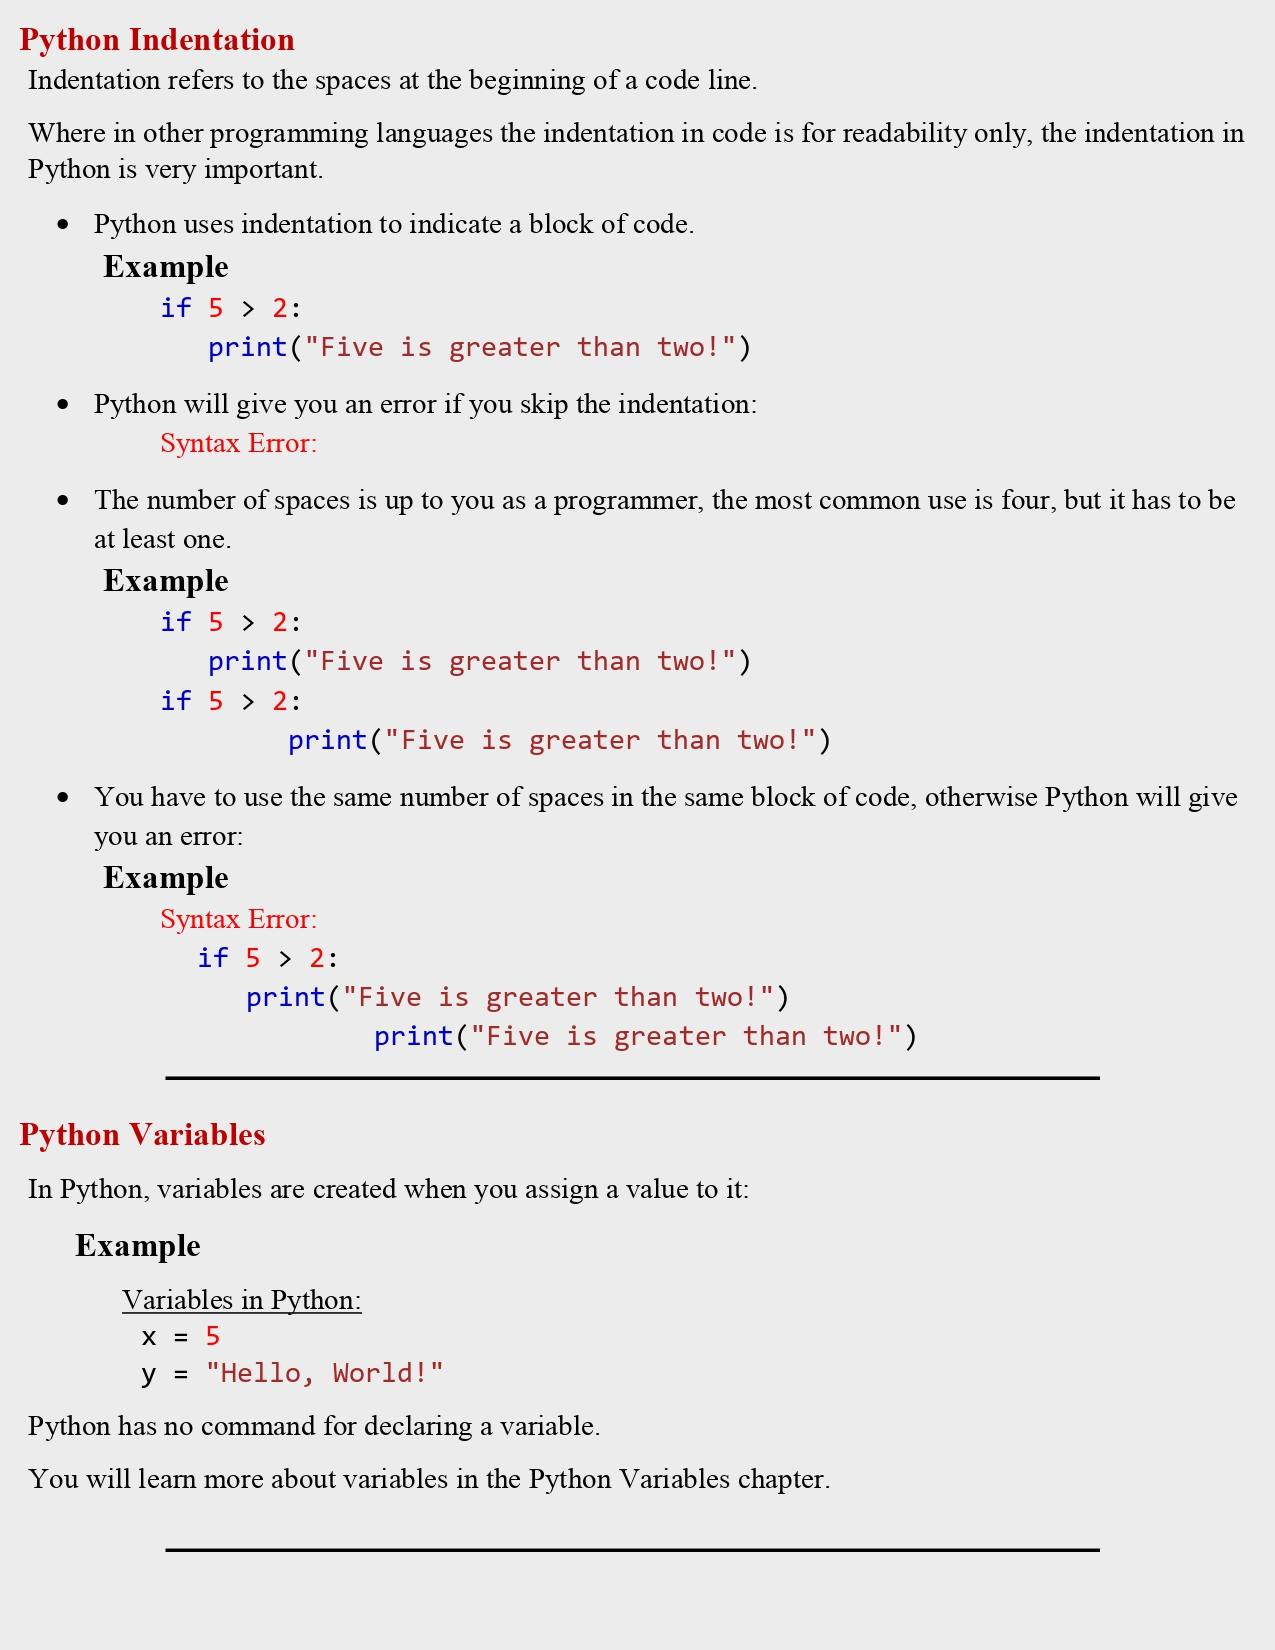 Python Indentation
Indentation refers to the spaces at the beginning of a code line.
Where in other programming languages the indentation in code is for readability only, the indentation in
Python is very important.
• Python uses indentation to indicate a block of code.
Example
if 5 > 2:
   print("Five is greater than two!")
• Python will give you an error if you skip the indentation:
Syntax Error:
• The number of spaces is up to you as a programmer, the most common use is four, but it has to be
at least one.
Example
if 5 > 2:
   print("Five is greater than two!")
if 5 > 2:
        print("Five is greater than two!")
• You have to use the same number of spaces in the same block of code, otherwise Python will give
you an error:
Example
Syntax Error:
if 5 > 2:
   print("Five is greater than two!")
           print("Five is greater than two!")
Python Variables
In Python, variables are created when you assign a value to it:
Example
Variables in Python:
x = 5
y = "Hello, World!"
Python has no command for declaring a variable.
You will learn more about variables in the Python Variables chapter.